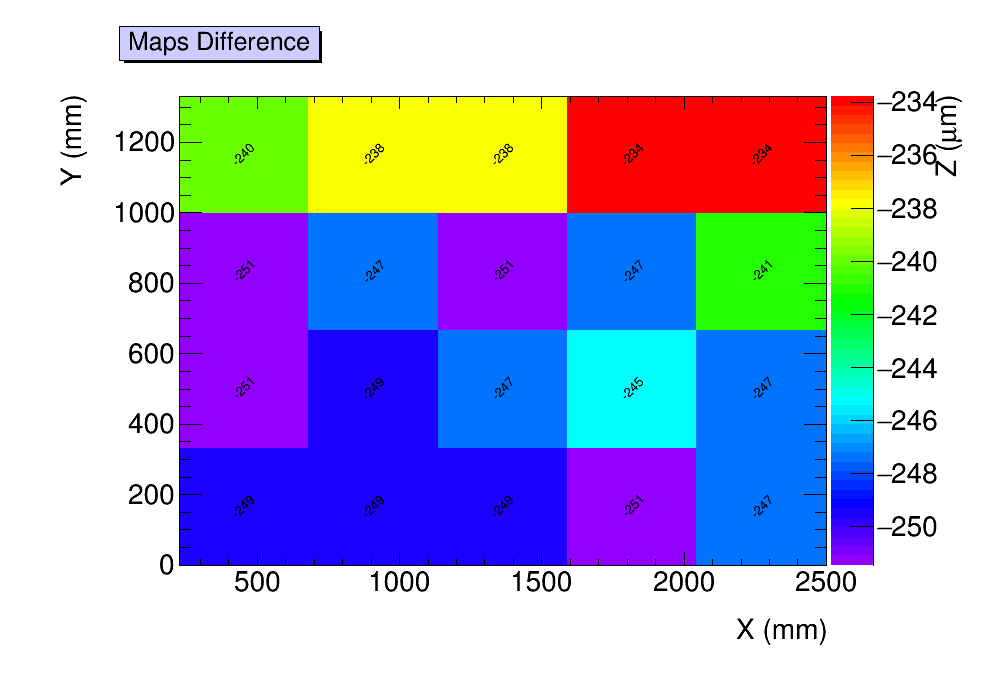 Maps Difference
Y (mm)
1200
1000
800
600
400
200
0
-240 -238 -238 -234 -234
-251 -247 -251 -247 -241
-251 -249 -247 -245 -247
-249 -249 -249 -251 -247
500 1000 1500 2000 2500
X (mm)
−234
−236
−238
−240
−242
−244
−246
−248
−250
Z (μm)